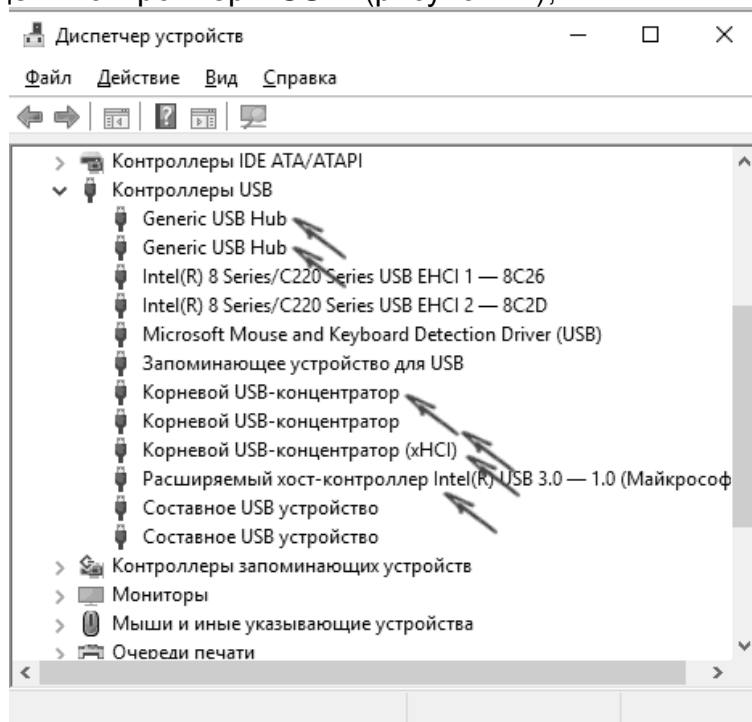 Диспетчер устройств
Файл Действие Вид Справка
Контроллеры IDE ATA/ATAPI
Контроллеры USB
Generic USB Hub
Generic USB Hub
Intel(R) 8 Series/C220 Series USB EHCI 1 — 8C26
Intel(R) 8 Series/C220 Series USB EHCI 2 — 8C2D
Microsoft Mouse and Keyboard Detection Driver (USB)
Запоминающее устройство для USB
Корневой USB-концентратор
Корневой USB-концентратор
Корневой USB-концентратор (xHCI)
Расширяемый хост-контроллер Intel(R) USB 3.0 — 1.0 (Майкрософ
Составное USB устройство
Составное USB устройство
Контроллеры запоминающих устройств
Мониторы
Мыши и иные указывающие устройства
Очереди печати